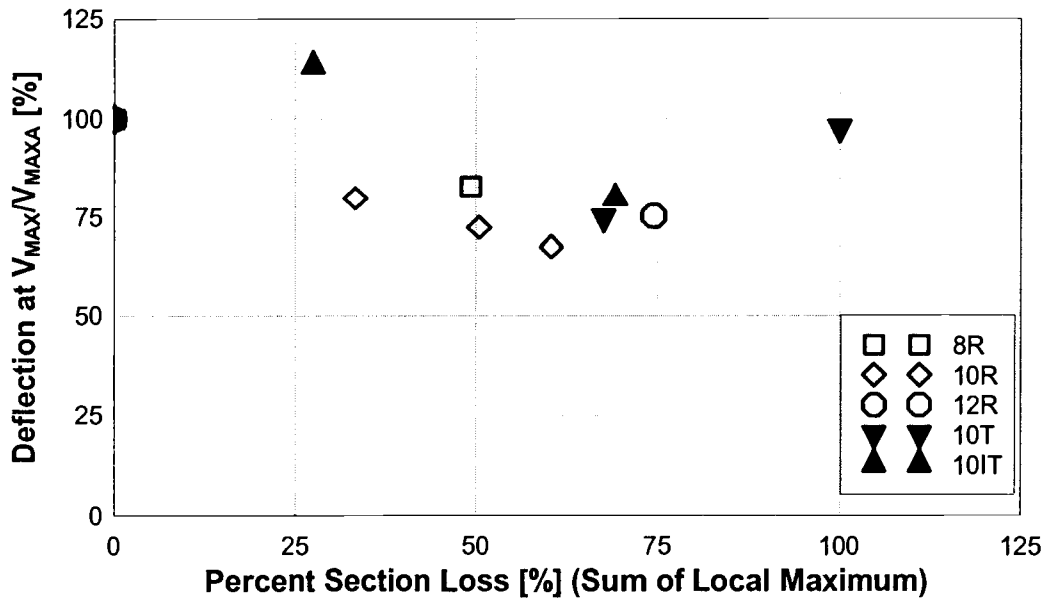 125
100
75
50
25
0
Deflection at VMAX/VMAXA [%]
8R
10R
12R
10T
10IT
0 25 50 75 100 125
Percent Section Loss [%] (Sum of Local Maximum)